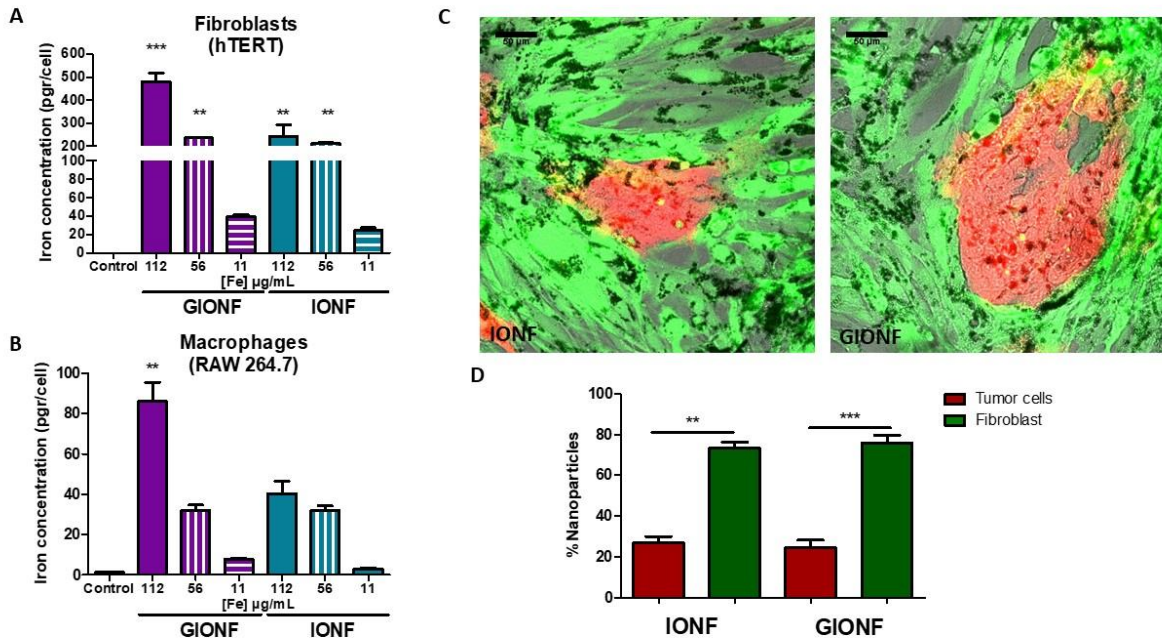 A
Fibroblasts
(hTERT)
Iron concentration (pgr/cell)
600
500
400
300
200
100
80
60
40
20
0
***
**
**
**
Control 112 56 11 112 56 11
[Fe] µg/mL
GIONF IONF
B
Macrophages
(RAW 264.7)
Iron concentration (pgr/cell)
100
80
60
40
20
0
**
Control 112 56 11 112 56 11
[Fe] µg/mL
GIONF IONF
C
50 µm
IONF
50 µm
GIONF
D
% Nanoparticles
100
80
60
40
20
0
** ***
IONF GIONF
Tumor cells
Fibroblast